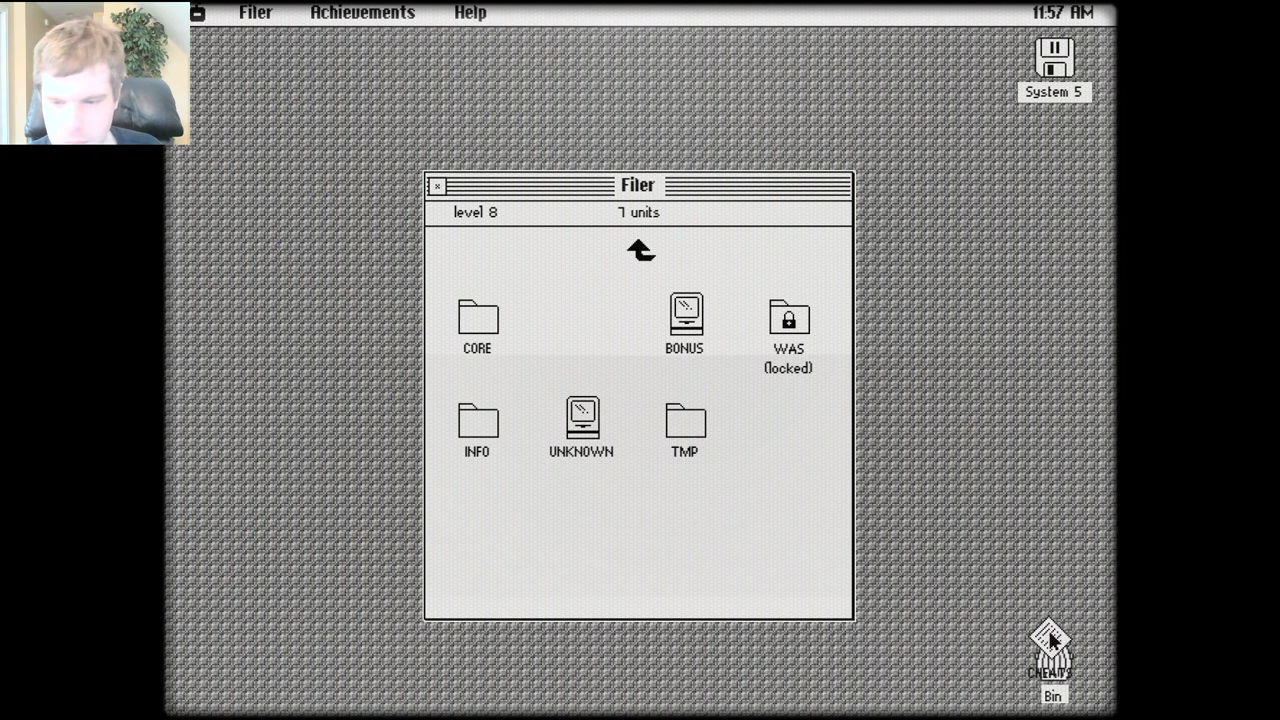 Filer Achievements Help 11:57 AM
System 5
Filer
level 8 7 units
CORE BONUS WAS
(locked)
INFO UNKNOWN TMP
CHEATS
Bin